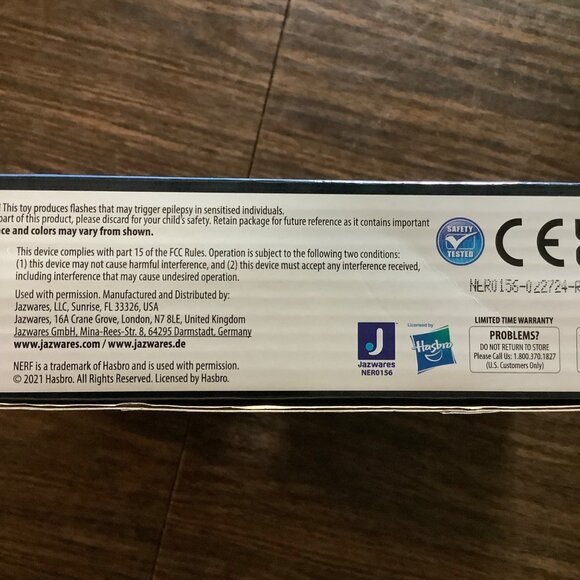 This toy produces flashes that may trigger epilepsy in sensitised individuals.
part of this product, please discard for your child's safety. Retain package for future reference as it contains important
and colors may vary from shown.
This device complies with part 15 of the FCC Rules. Operation is subject to the following two conditions:
(1) this device may not cause harmful interference, and (2) this device must accept any interference received,
including interference that may cause undesired operation.
Used with permission. Manufactured and Distributed by:
Jazwares, LLC, Sunrise, FL 33326, USA
Jazwares, 16A Crane Grove, London, N7 8LE, United Kingdom
Jazwares GmbH, Mina-Rees-Str. 8, 64295 Darmstadt, Germany
www.jazwares.com / www.jazwares.de
NERF is a trademark of Hasbro and is used with permission.
© 2021 Hasbro. All Rights Reserved. Licensed by Hasbro.
J
Jazwares
NER0156
Licensed by
Hasbro
SAFETY
TESTED
CE
NER0156-022724-R
LIMITED TIME WARRANTY
PROBLEMS?
DO NOT RETURN TO STORE
Please Call Us: 1.800.370.1827
(U.S. Customers Only)